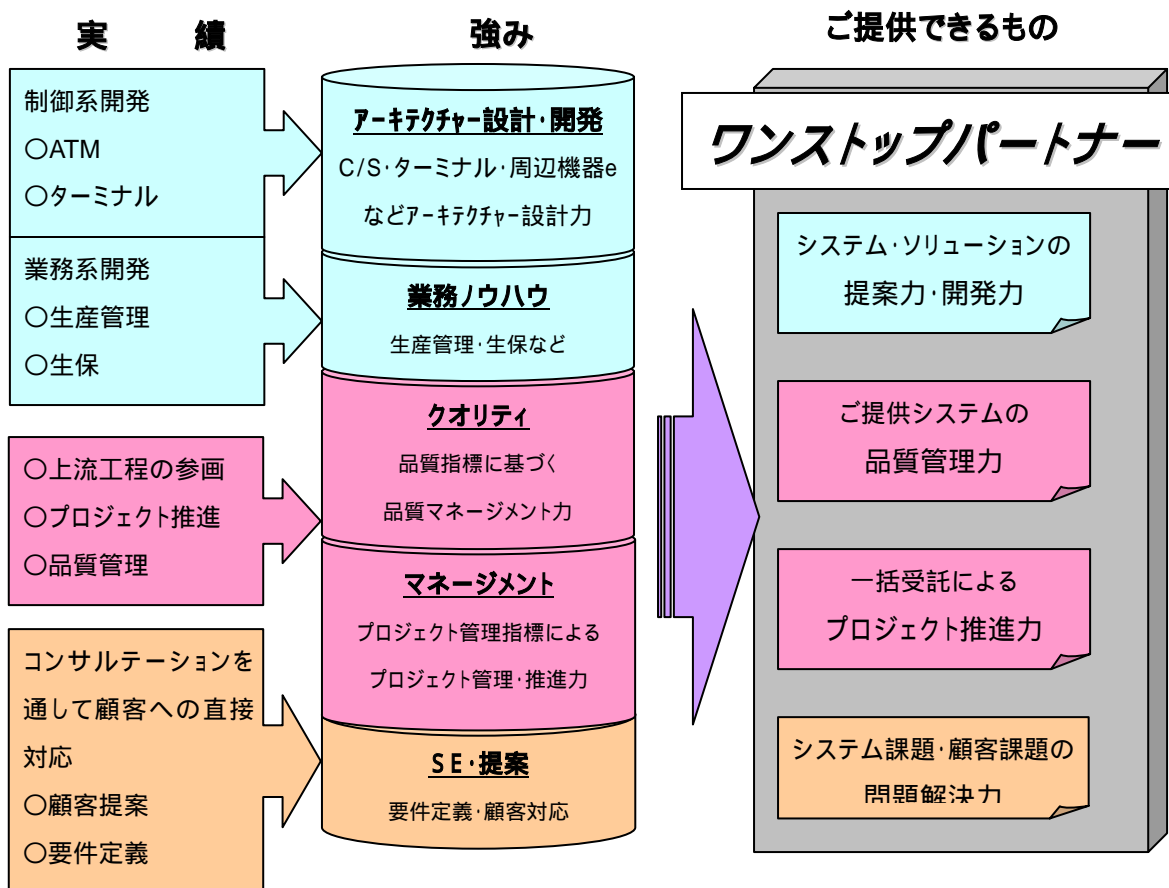 実 績
制御系開発
○ATM
○ターミナル
業務系開発
○生産管理
○生保
○上流工程の参画
○プロジェクト推進
○品質管理
コンサルテーションを
通して顧客への直接
対応
○顧客提案
○要件定義
強み
アーキテクチャー設計・開発
C/S・ターミナル・周辺機器e
などアーキテクチャー設計力
業務ノウハウ
生産管理・生保など
クオリティ
品質指標に基づく
品質マネージメント力
マネージメント
プロジェクト管理指標による
プロジェクト管理・推進力
SE・提案
要件定義・顧客対応
ご提供できるもの
ワンストップパートナー
システム・ソリューションの
提案力・開発力
ご提供システムの
品質管理力
一括受託による
プロジェクト推進力
システム課題・顧客課題の
問題解決力